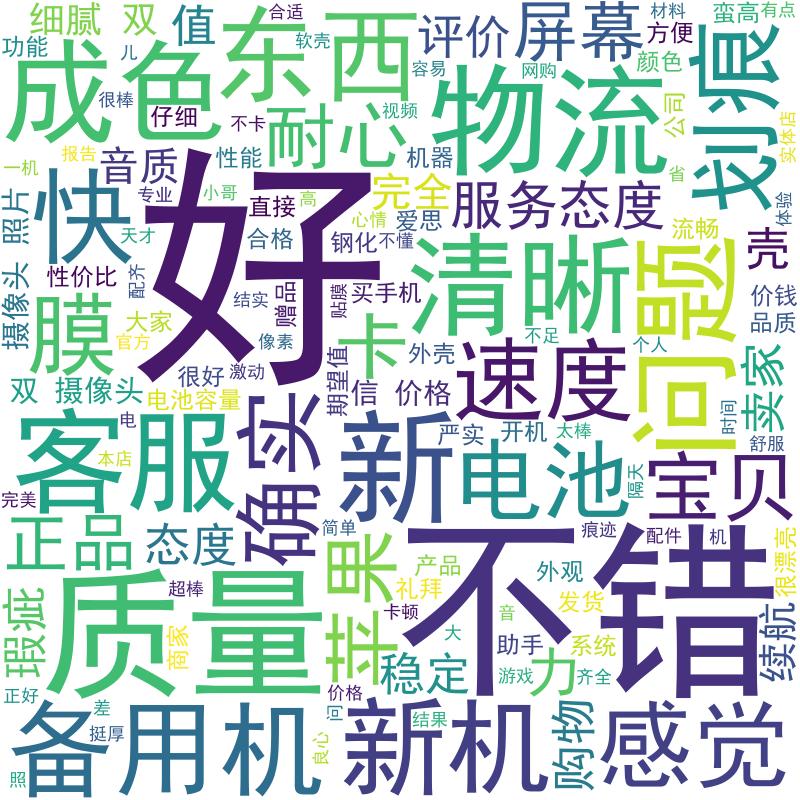 细腻
双
值
合适
功能
儿
软壳
东西
评价
屏幕
材料
蛮高
有点
方便
成色
很棒
仔细
不卡
耐心
视频
容易
网购
物流
颜色
公司
划痕
实体店
一机
报告
音质
性能
机器
省
体验
照片
快
专业
小哥
直接
高
完全
服务态度
心情
爱思
摄像头
天才
好
合格
钢化
不懂
清晰
流畅
壳
性价比
配齐
结实
赠品
贴膜
买手机
问题
价钱
品质
膜
大家
官方
像素
卡
外壳
不足
个人
很好
激动
期望值
双
摄像头
电池容量
信
价格
速度
卖家
时间
舒服
客服
电
本店
确实
新
严实
开机
太棒
电池
隔天
宝贝
完美
正品
态度
简单
不错
痕迹
配件
机
很漂亮
质量
超棒
苹果
产品
礼拜
外观
瑕疵
商家
卡顿
音
发货
续航
大
助手
系统
稳定
力
游戏
齐全
正好
差
挺厚
备用机
价格
问
新机
结果
良心
购物
感觉
照